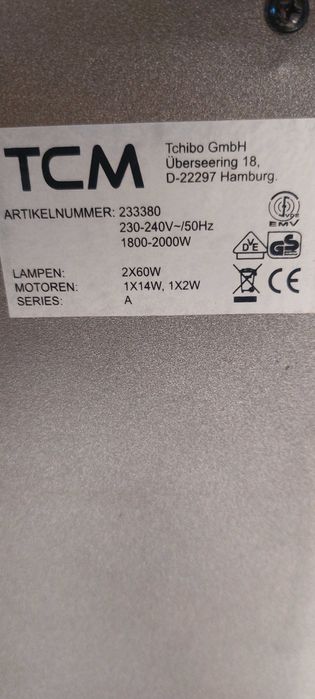 TCM
Tchibo GmbH
Überseering 18,
D-22297 Hamburg.
ARTIKELNUMMER: 233380
230-240V~/50Hz
1800-2000W
LAMPEN: 2X60W
MOTOREN: 1X14W, 1X2W
SERIES: A
VDE
EMV
DVE
GS
CE